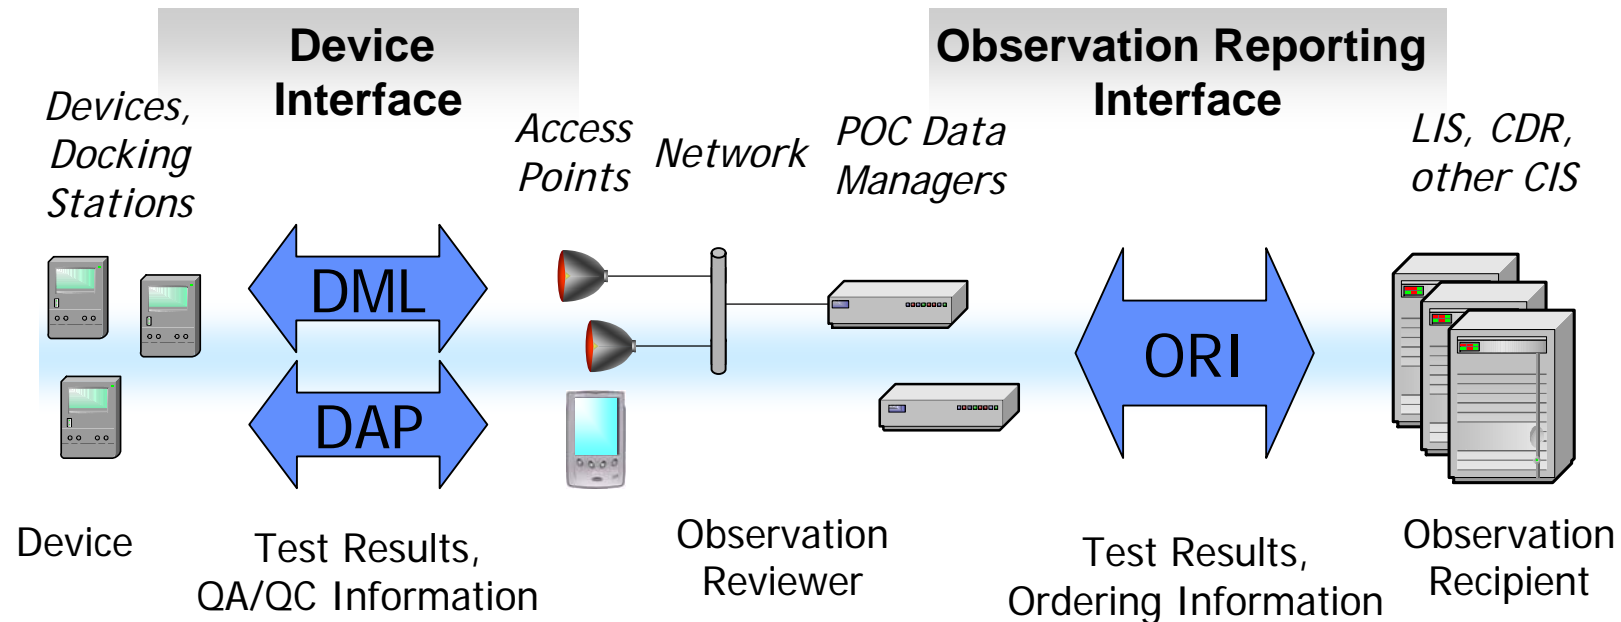 Device
Interface
Observation Reporting
Interface
Devices,
Docking
Stations
Access
Points
Network
POC Data
Managers
LIS, CDR,
other CIS
DML
DAP
ORI
Device
Test Results,
QA/QC Information
Observation
Reviewer
Test Results,
Ordering Information
Observation
Recipient